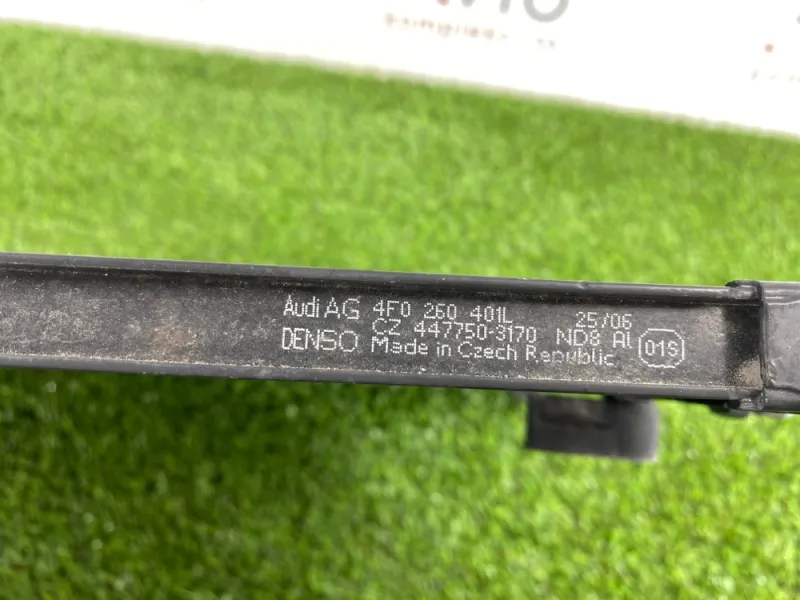 Audi AG 4F0 260 401L 25/06
DENSO CZ 447750-3170 ND8 Al 01S
Made in Czech Republic